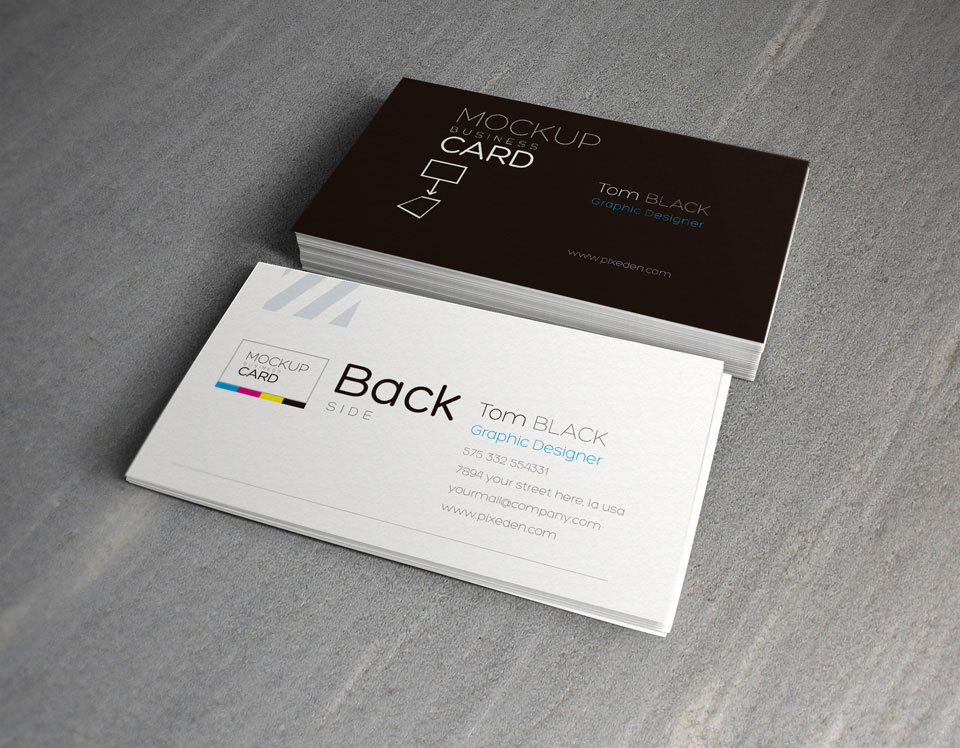 MOCKUP
BUSINESS
CARD
Tom BLACK
Graphic Designer
www.pixeden.com
MOCKUP
BUSINESS
CARD
Back
SIDE
Tom BLACK
Graphic Designer
575 332 554331
7894 your street here, la usa
yourmail@company.com
www.pixeden.com